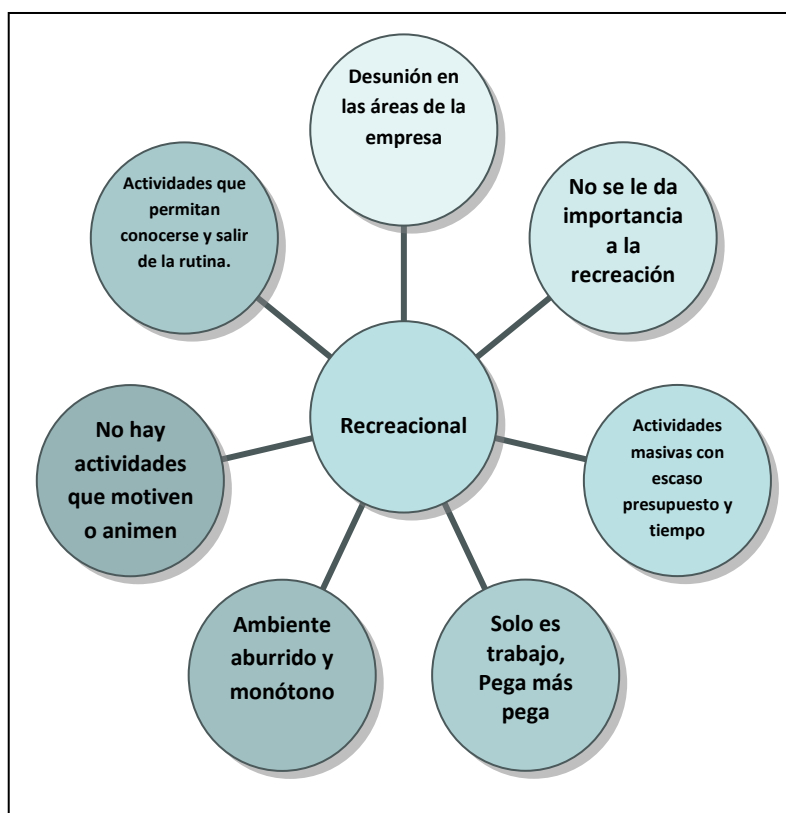 Desunión en
las áreas de la
empresa
No se le da
importancia
a la
recreación
Actividades
masivas con
escaso
presupuesto y
tiempo
Solo es
trabajo,
Pega más
pega
Ambiente
aburrido y
monótono
No hay
actividades
que motiven
o animen
Actividades que
permitan
conocerse y salir
de la rutina.
Recreacional